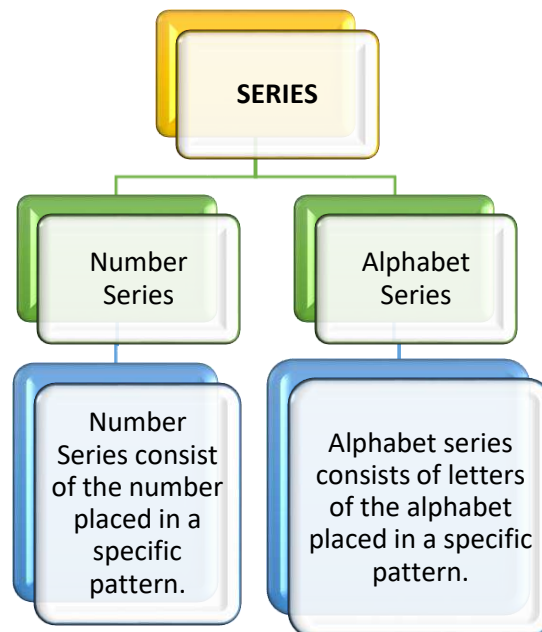 SERIES
Number
Series
Alphabet
Series
Number
Series consist
of the number
placed in a
specific
pattern.
Alphabet series
consists of letters
of the alphabet
placed in a specific
pattern.